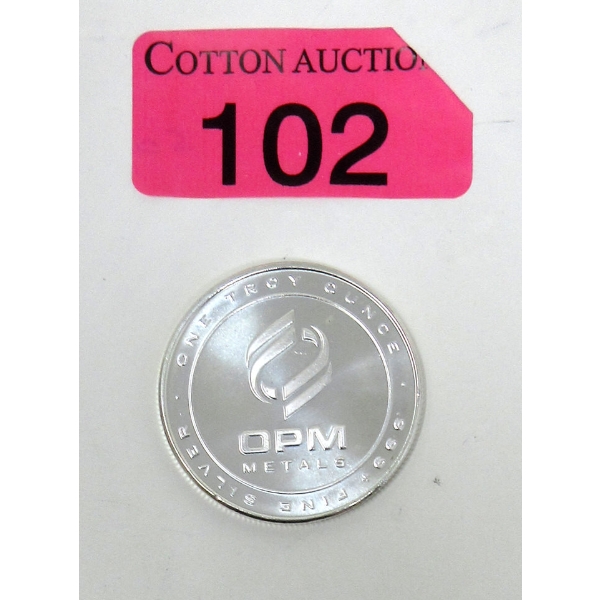 COTTON AUCTIO
102
ONE TROY OUNCE · .999+ FINE SILVER ·
OPM
METALS